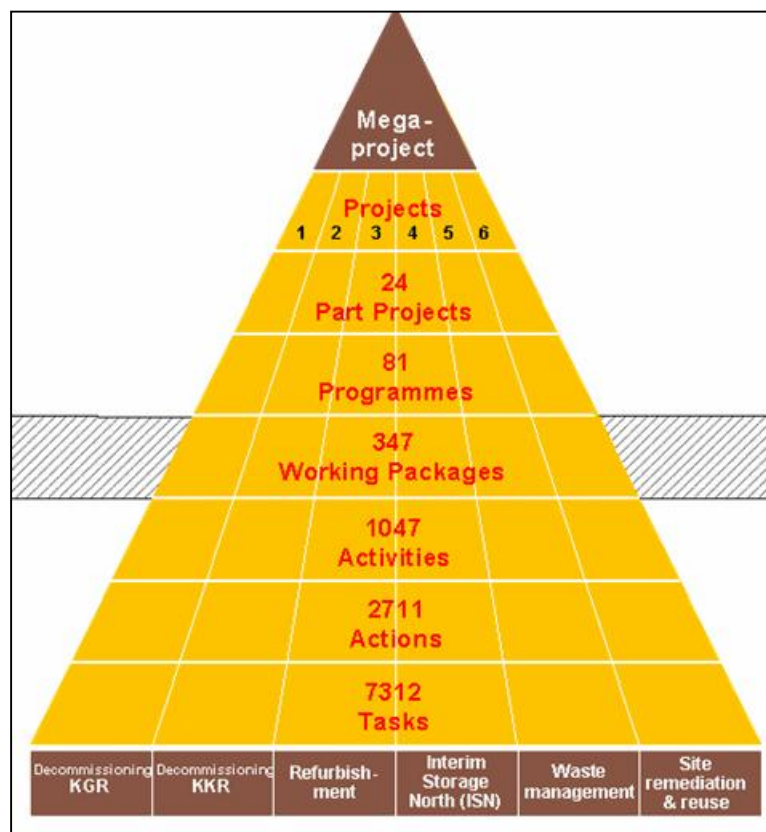 Mega-
project
Projects
1 2 3 4 5 6
24
Part Projects
81
Programmes
347
Working Packages
1047
Activities
2711
Actions
7312
Tasks
Decommissioning
KGR
Decommissioning
KKR
Refurbish-
ment
Interim
Storage
North (ISN)
Waste
management
Site
remediation
& reuse